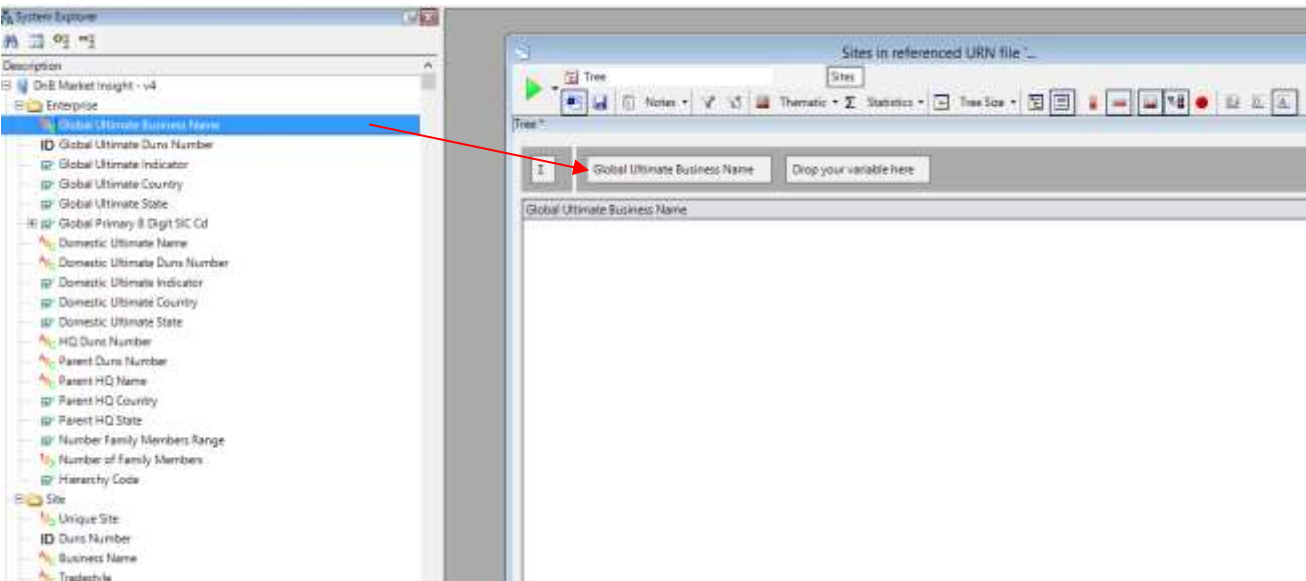 System Explorer
Description
DnB Market Insight - v4
Enterprise
Global Ultimate Business Name
ID Global Ultimate Duns Number
Global Ultimate Indicator
Global Ultimate Country
Global Ultimate State
Global Primary 8 Digit SIC Cd
Domestic Ultimate Name
Domestic Ultimate Duns Number
Domestic Ultimate Indicator
Domestic Ultimate Country
Domestic Ultimate State
HQ Duns Number
Parent Duns Number
Parent HQ Name
Parent HQ Country
Parent HQ State
Number Family Members Range
Number of Family Members
Hierarchy Code
Site
Unique Site
ID Duns Number
Business Name
Tradestyle
Sites in referenced URN file '...
Tree
Sites
Notes
Thematic
Σ Statistics
Tree Size
Tree *
Σ
Global Ultimate Business Name
Drop your variable here
Global Ultimate Business Name